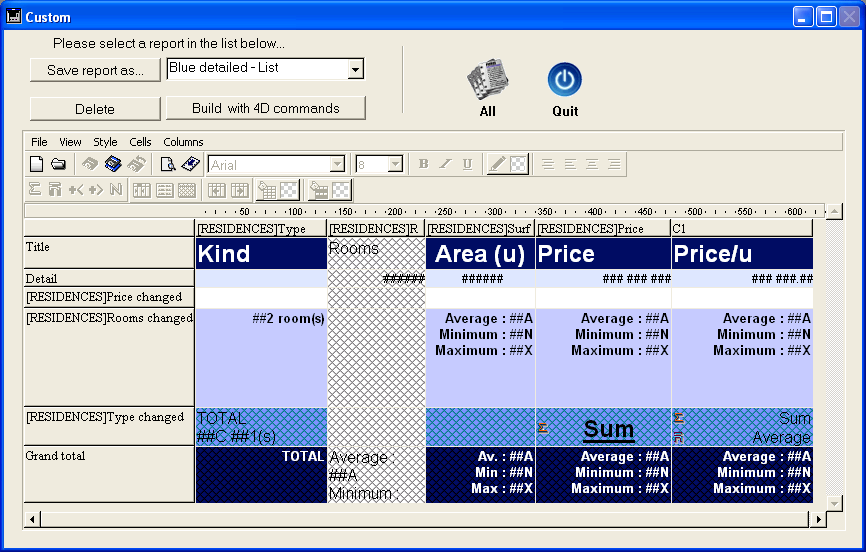 Custom
Please select a report in the list below...
Save report as...
Blue detailed - List
Delete
Build with 4D commands
All
Quit
File View Style Cells Columns
Arial 8 B I U
50 100 150 200 250 300 350 400 450 500 550 600
[RESIDENCES]Type [RESIDENCES]R [RESIDENCES]Surf [RESIDENCES]Price C1
Title Kind Rooms Area (u) Price Price/u
Detail ###### ###### ### ### ### ### ###.##
[RESIDENCES]Price changed
[RESIDENCES]Rooms changed ##2 room(s) Average : ##A Average : ##A Average : ##A
Minimum : ##N Minimum : ##N Minimum : ##N
Maximum : ##X Maximum : ##X Maximum : ##X
[RESIDENCES]Type changed TOTAL Sum Sum
##C ##1(s) Average
Grand total TOTAL Average : Av. : ##A Average : ##A Average : ##A
##A Min : ##N Minimum : ##N Minimum : ##N
Minimum : Max : ##X Maximum : ##X Maximum : ##X